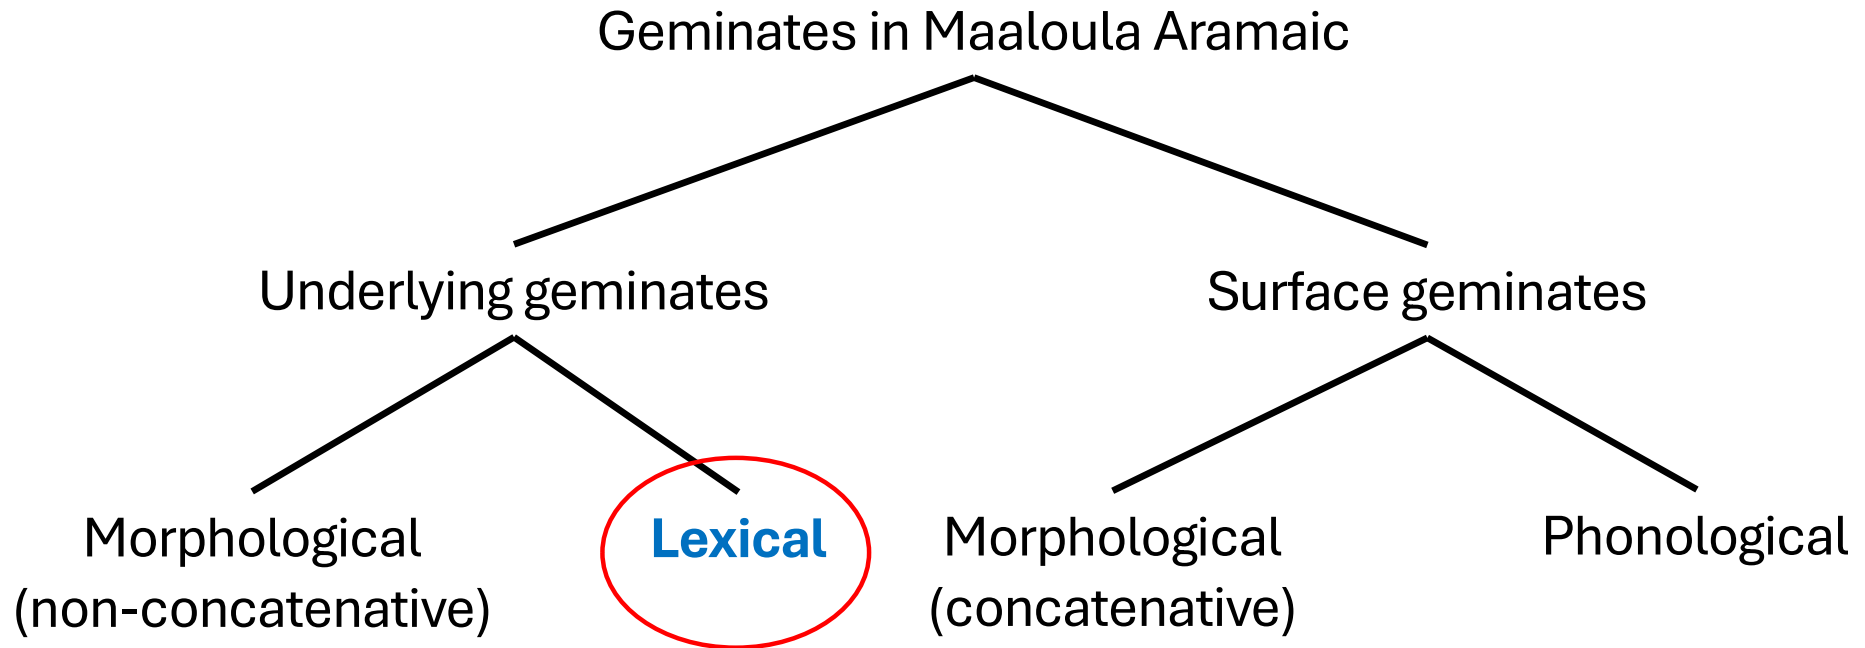 Geminates in Maaloula Aramaic
Underlying geminates
Surface geminates
Morphological
(non-concatenative)
Lexical
Morphological
(concatenative)
Phonological